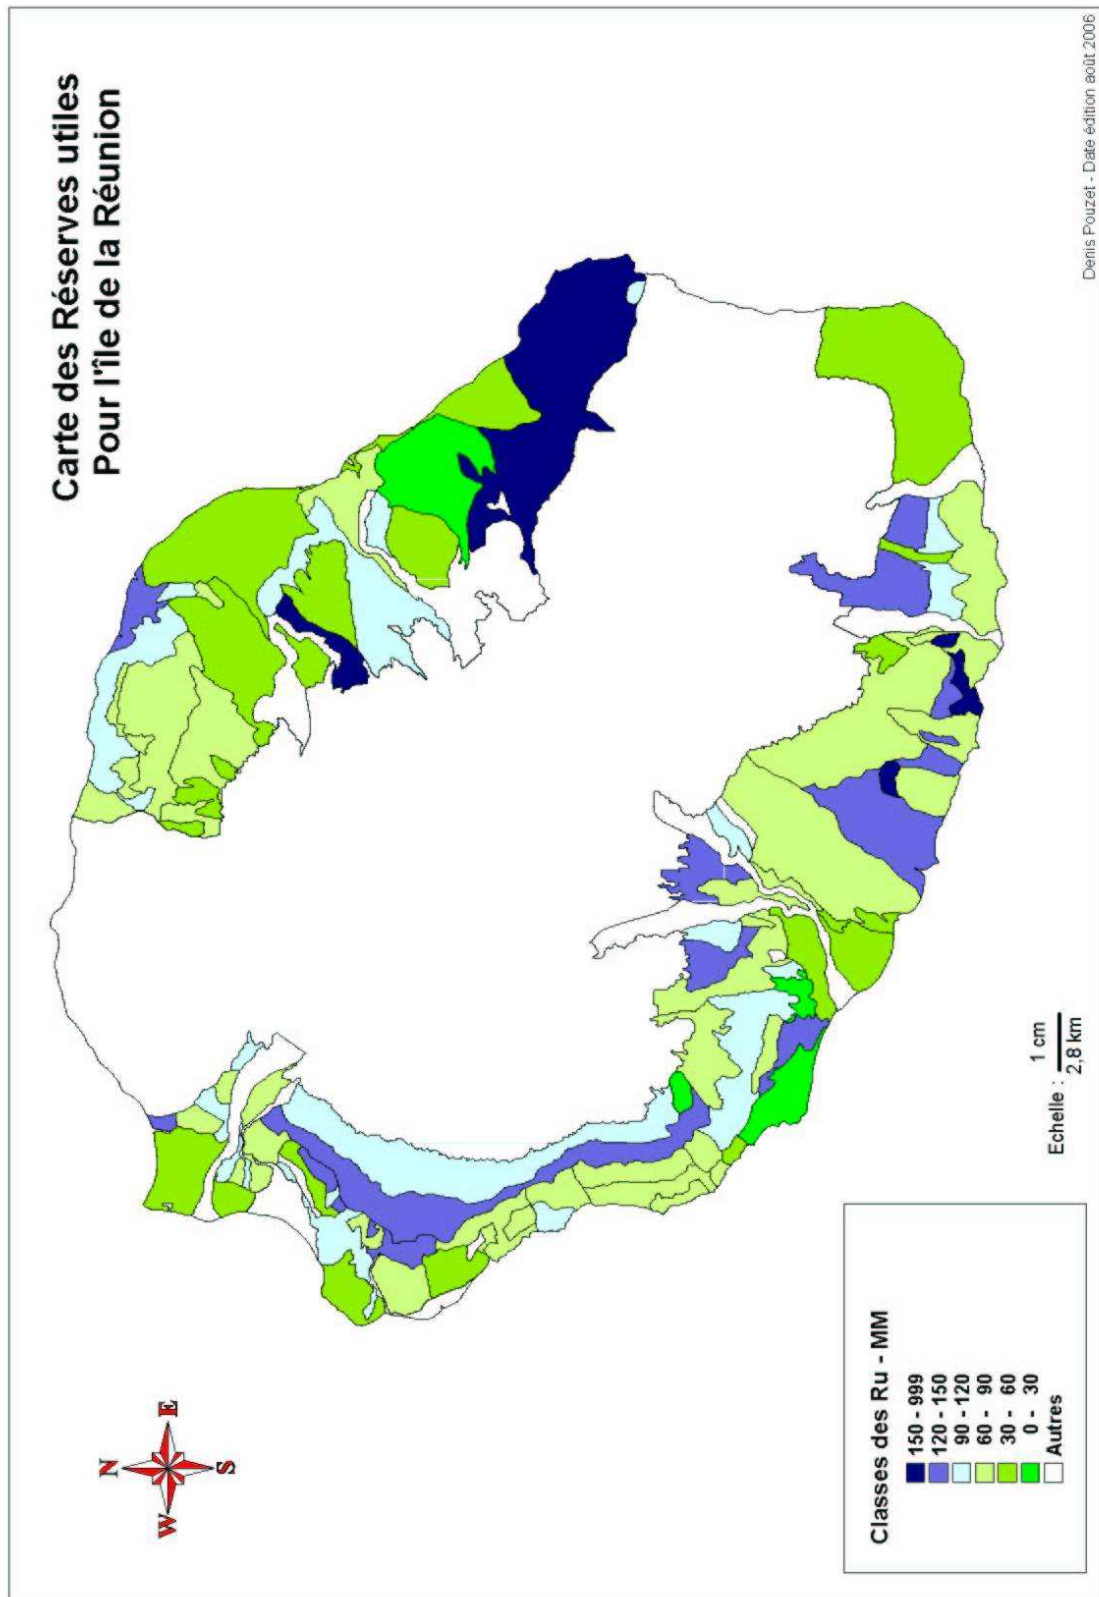 Carte des Réserves utiles
Pour l'île de la Réunion
N
W
E
S
Classes des Ru - MM
150 - 999
120 - 150
90 - 120
60 - 90
30 - 60
0 - 30
Autres
Echelle :
1 cm
2,8 km
Denis Pouzet - Date édition août 2006